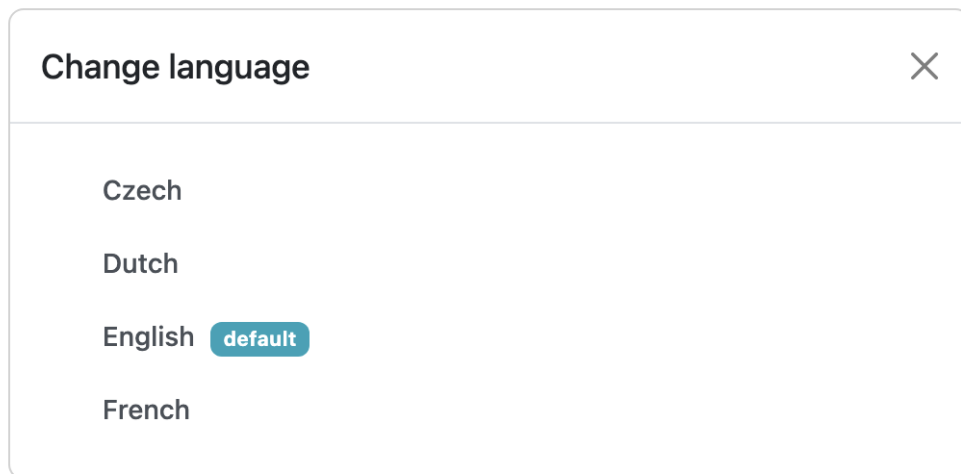 Change language
Czech
Dutch
English default
French